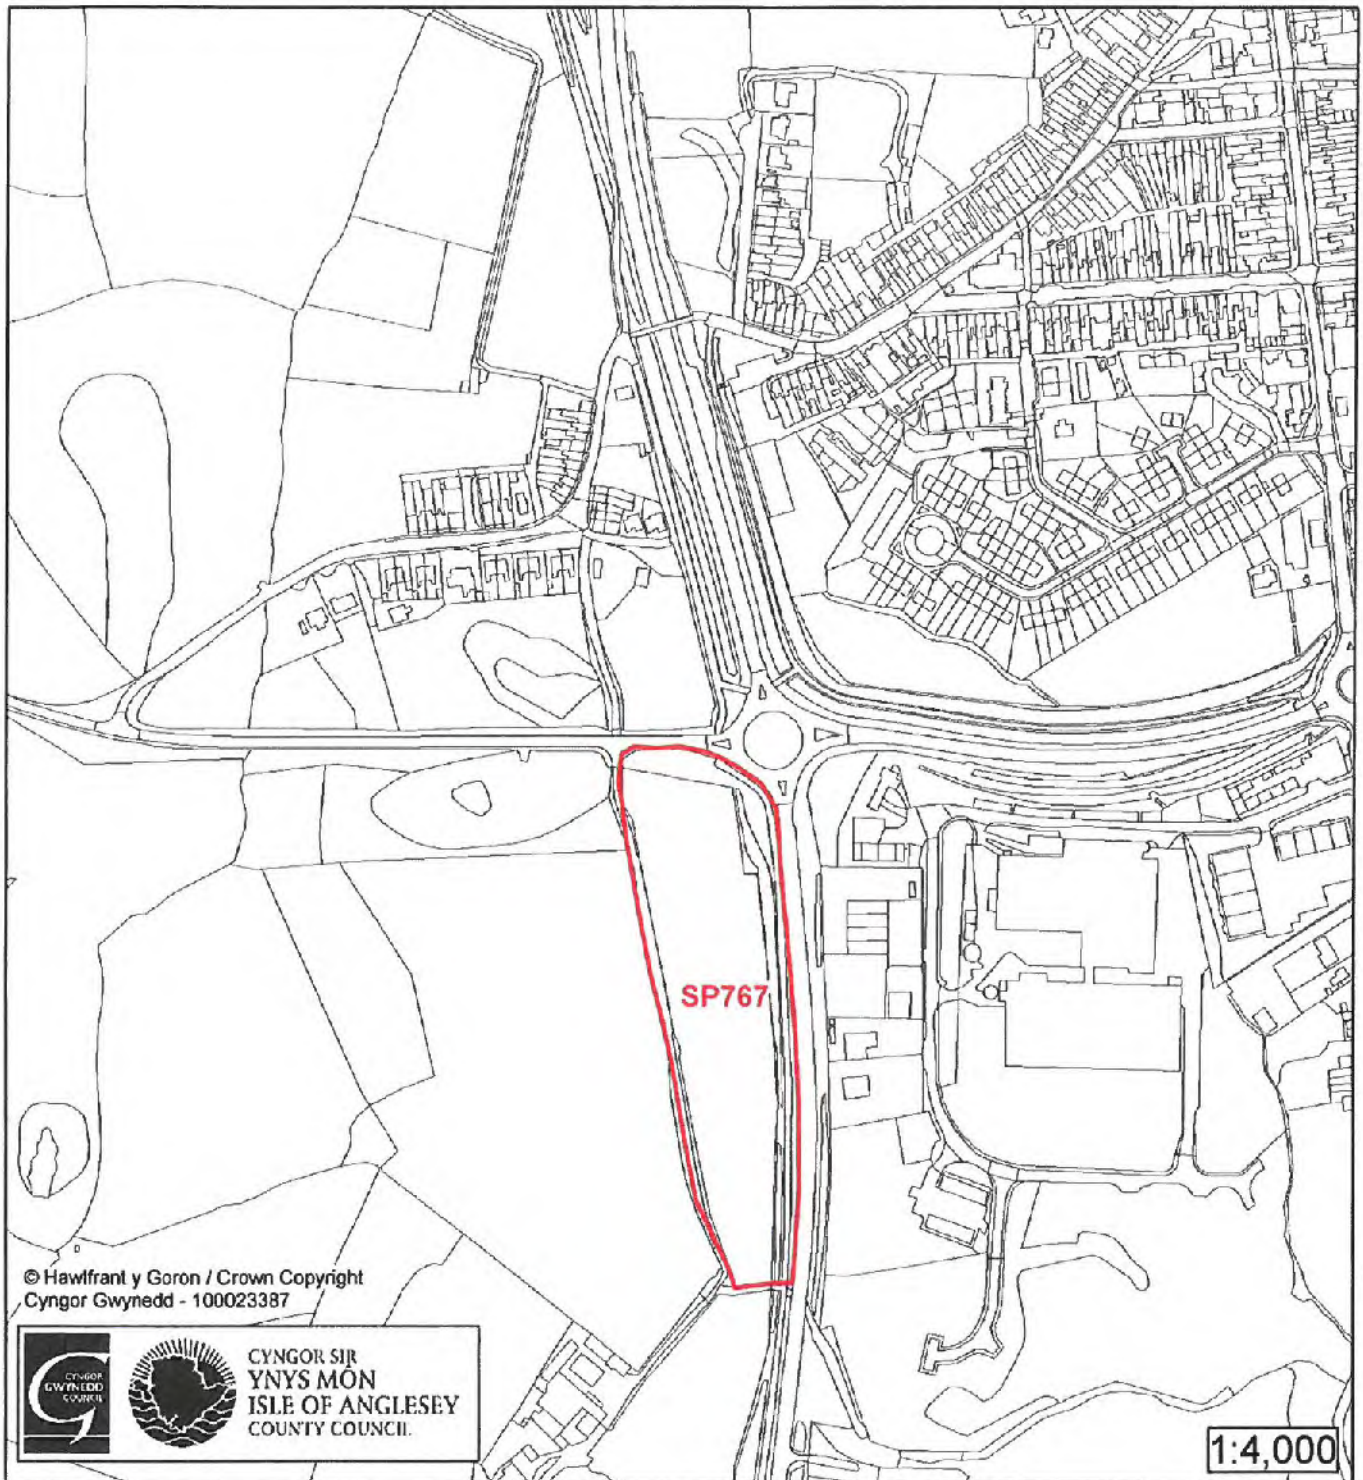 SP767
© Hawlfrant y Goron / Crown Copyright
Cyngor Gwynedd - 100023387
CYNGOR
GWYNEDD
COUNCIL
CYNGOR SIR
YNYS MÔN
ISLE OF ANGLESEY
COUNTY COUNCIL
1:4,000